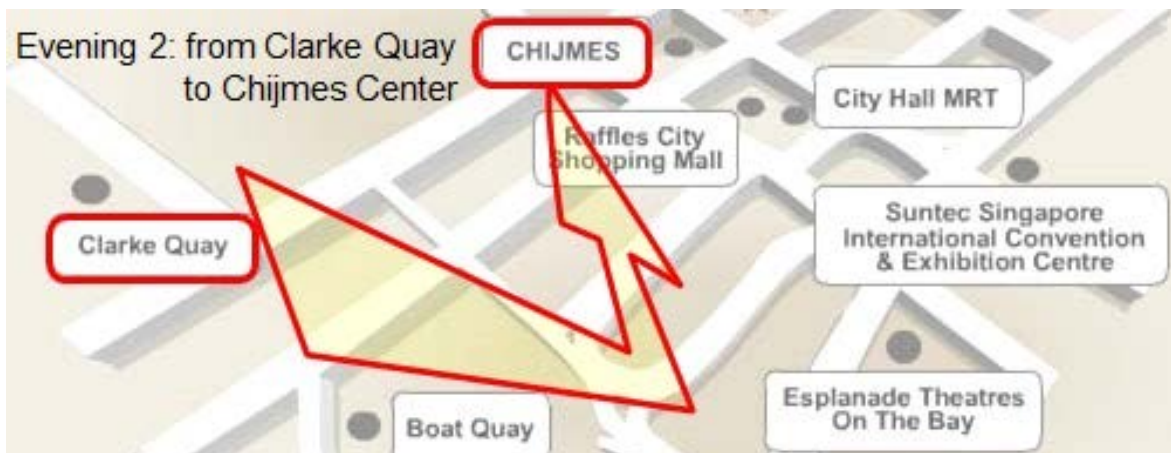 Evening 2: from Clarke Quay
to Chijmes Center
CHIJMES
City Hall MRT
Raffles City
Shopping Mall
Clarke Quay
Suntec Singapore
International Convention
& Exhibition Centre
Esplanade Theatres
On The Bay
Boat Quay